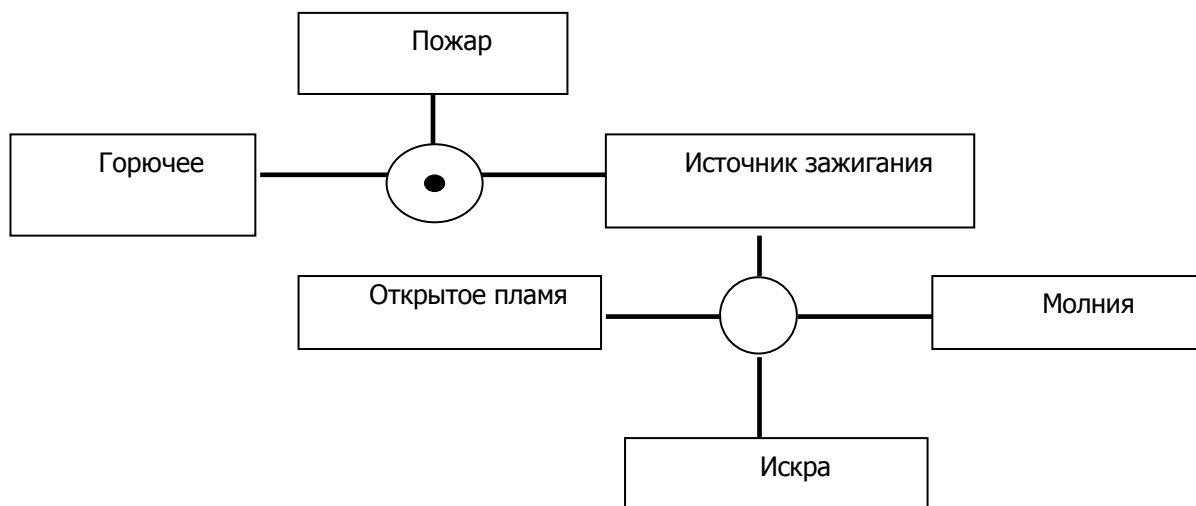 Пожар
Горючее
Источник зажигания
Открытое пламя
Молния
Искра